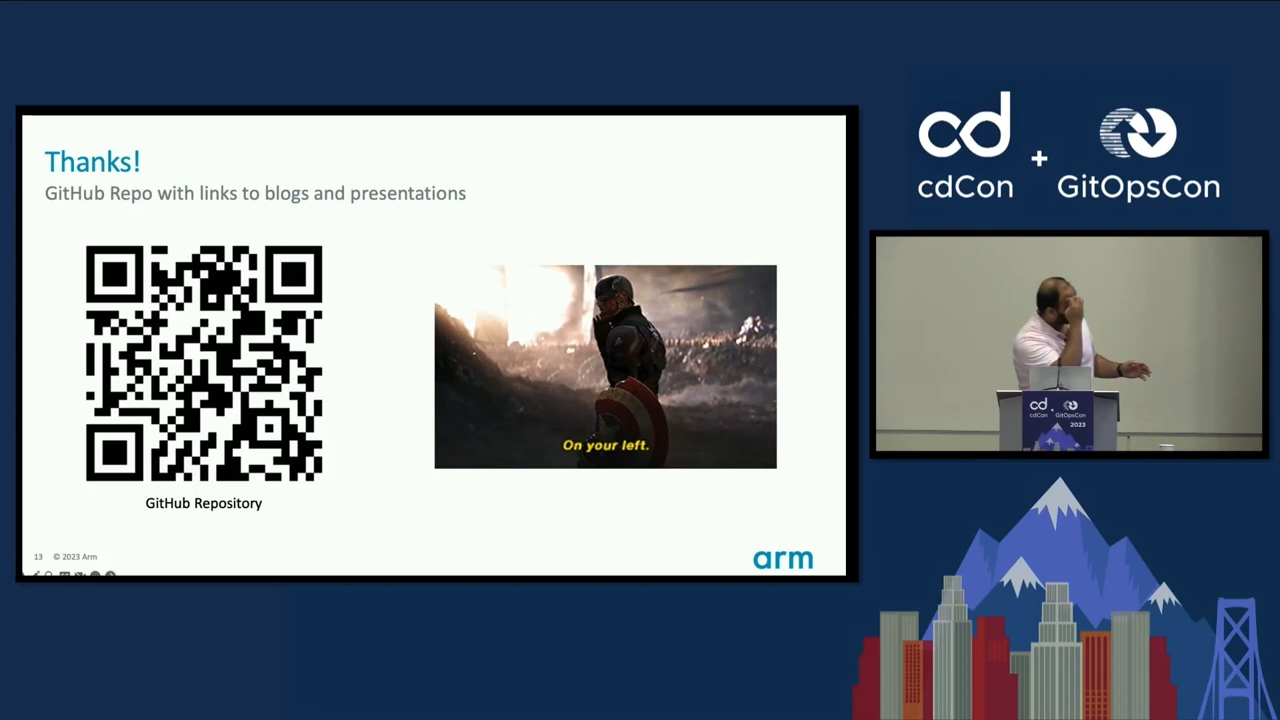 Thanks!
GitHub Repo with links to blogs and presentations
On your left.
GitHub Repository
13 © 2023 Arm
arm
cd
cdCon
+
GitOpsCon
cd
cdCon
GitOpsCon
2023